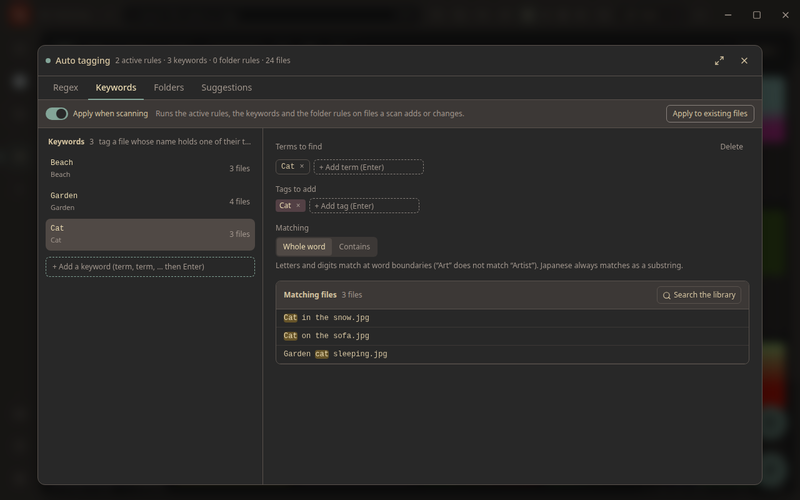 Auto tagging 2 active rules · 3 keywords · 0 folder rules · 24 files
Regex Keywords Folders Suggestions
Apply when scanning Runs the active rules, the keywords and the folder rules on files a scan adds or changes. Apply to existing files
Keywords 3 tag a file whose name holds one of their t…
Beach
Beach
3 files
Garden
Garden
4 files
Cat
Cat
3 files
+ Add a keyword (term, term, … then Enter)
Terms to find Delete
Cat × + Add term (Enter)
Tags to add
Cat × + Add tag (Enter)
Matching
Whole word Contains
Letters and digits match at word boundaries (“Art” does not match “Artist”). Japanese always matches as a substring.
Matching files 3 files Search the library
Cat in the snow.jpg
Cat on the sofa.jpg
Garden cat sleeping.jpg